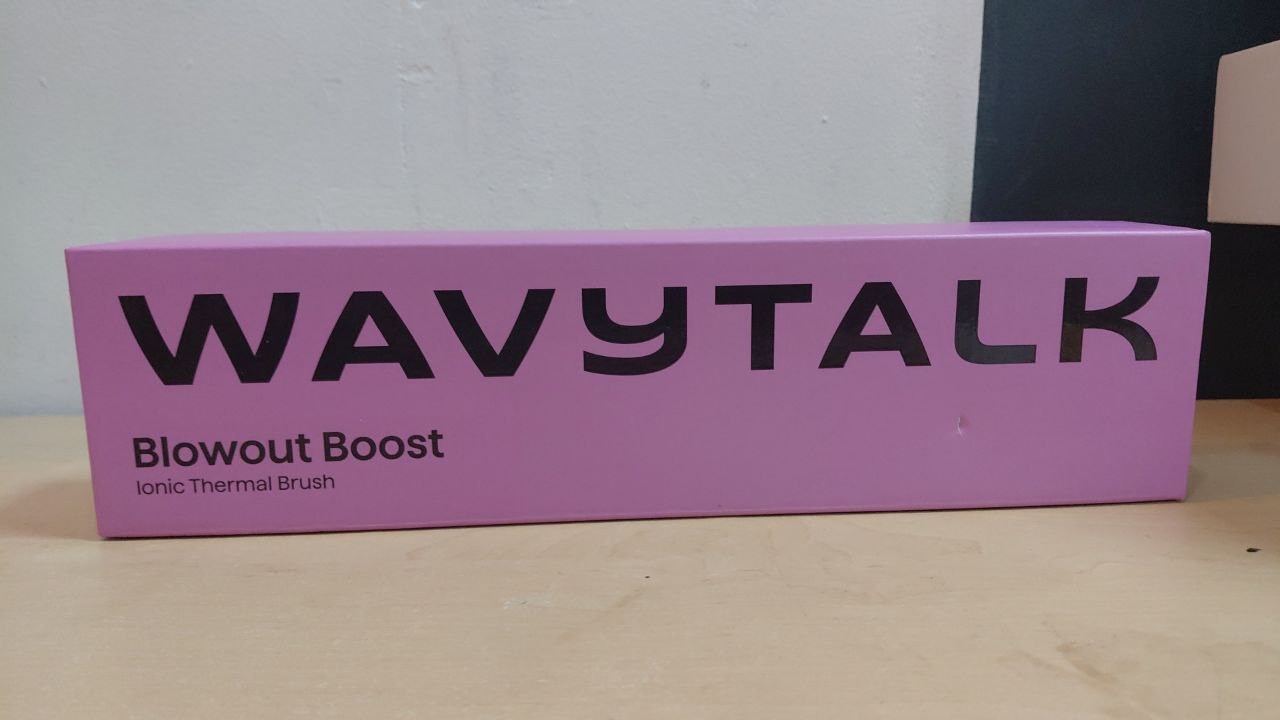 WAVYTALK
Blowout Boost
Ionic Thermal Brush